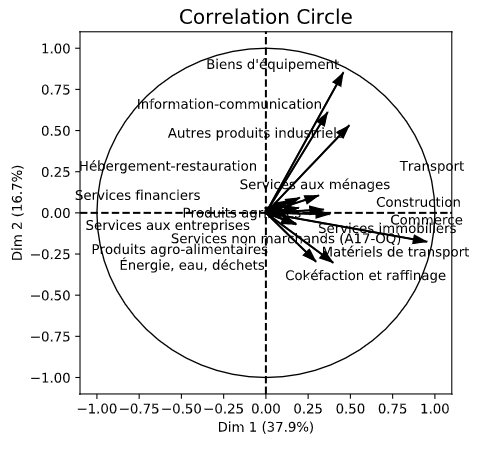 Correlation Circle
1.00
Biens d'équipement
0.75
Information-communication
0.50
Autres produits industriels
Hébergement-restauration
Transport
0.25
Services aux ménages
Services financiers
Construction
0.00
Produits agricoles
Commerce
Services aux entreprises
Services immobiliers
Services non marchands (A17-OQ)
Produits agro-alimentaires
Matériels de transport
−0.25
Énergie, eau, déchets
Cokéfaction et raffinage
−0.50
−0.75
−1.00
−1.00 −0.75 −0.50 −0.25 0.00 0.25 0.50 0.75 1.00
Dim 1 (37.9%)
Dim 2 (16.7%)